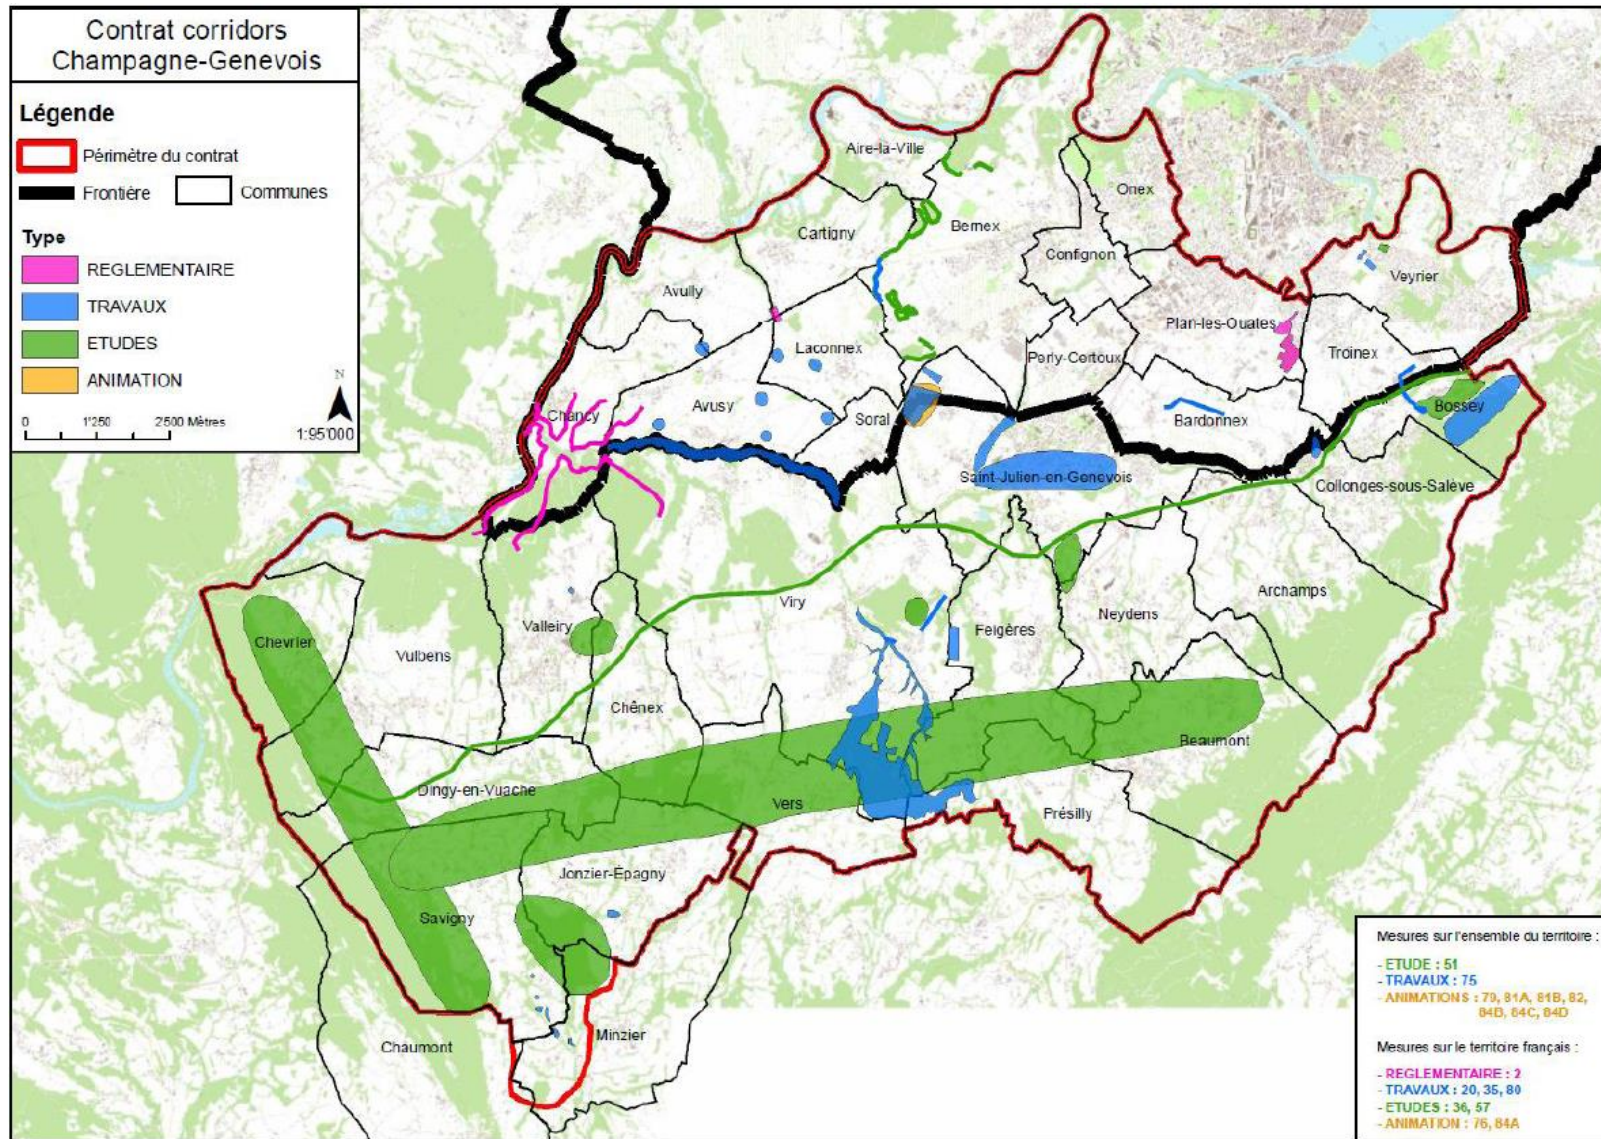 Contrat corridors
Champagne-Genevois
Légende
Périmètre du contrat
Frontière
Communes
Type
REGLEMENTAIRE
TRAVAUX
ETUDES
ANIMATION
N
0 1'250 2500 Mètres
1:95'000
Aire-la-Ville
Onex
Cartigny
Bernex
Confignon
Veyrier
Avully
Plan-les-Ouates
Laconnex
Perly-Certoux
Troinex
Chancy
Avusy
Soral
Bardonnex
Bossey
Saint-Julien-en-Genevois
Collonges-sous-Salève
Archamps
Viry
Neydens
Valleiry
Feigères
Chevrier
Vulbens
Chênex
Beaumont
Dingy-en-Vuache
Vers
Présilly
Jonzier-Épagny
Savigny
Minzier
Chaumont
Mesures sur l'ensemble du territoire :
- ETUDE : 51
- TRAVAUX : 75
- ANIMATIONS : 79, 81A, 81B, 82,
84B, 84C, 84D
Mesures sur le territoire français :
- REGLEMENTAIRE : 2
- TRAVAUX : 20, 35, 80
- ETUDES : 36, 57
- ANIMATION : 76, 84A